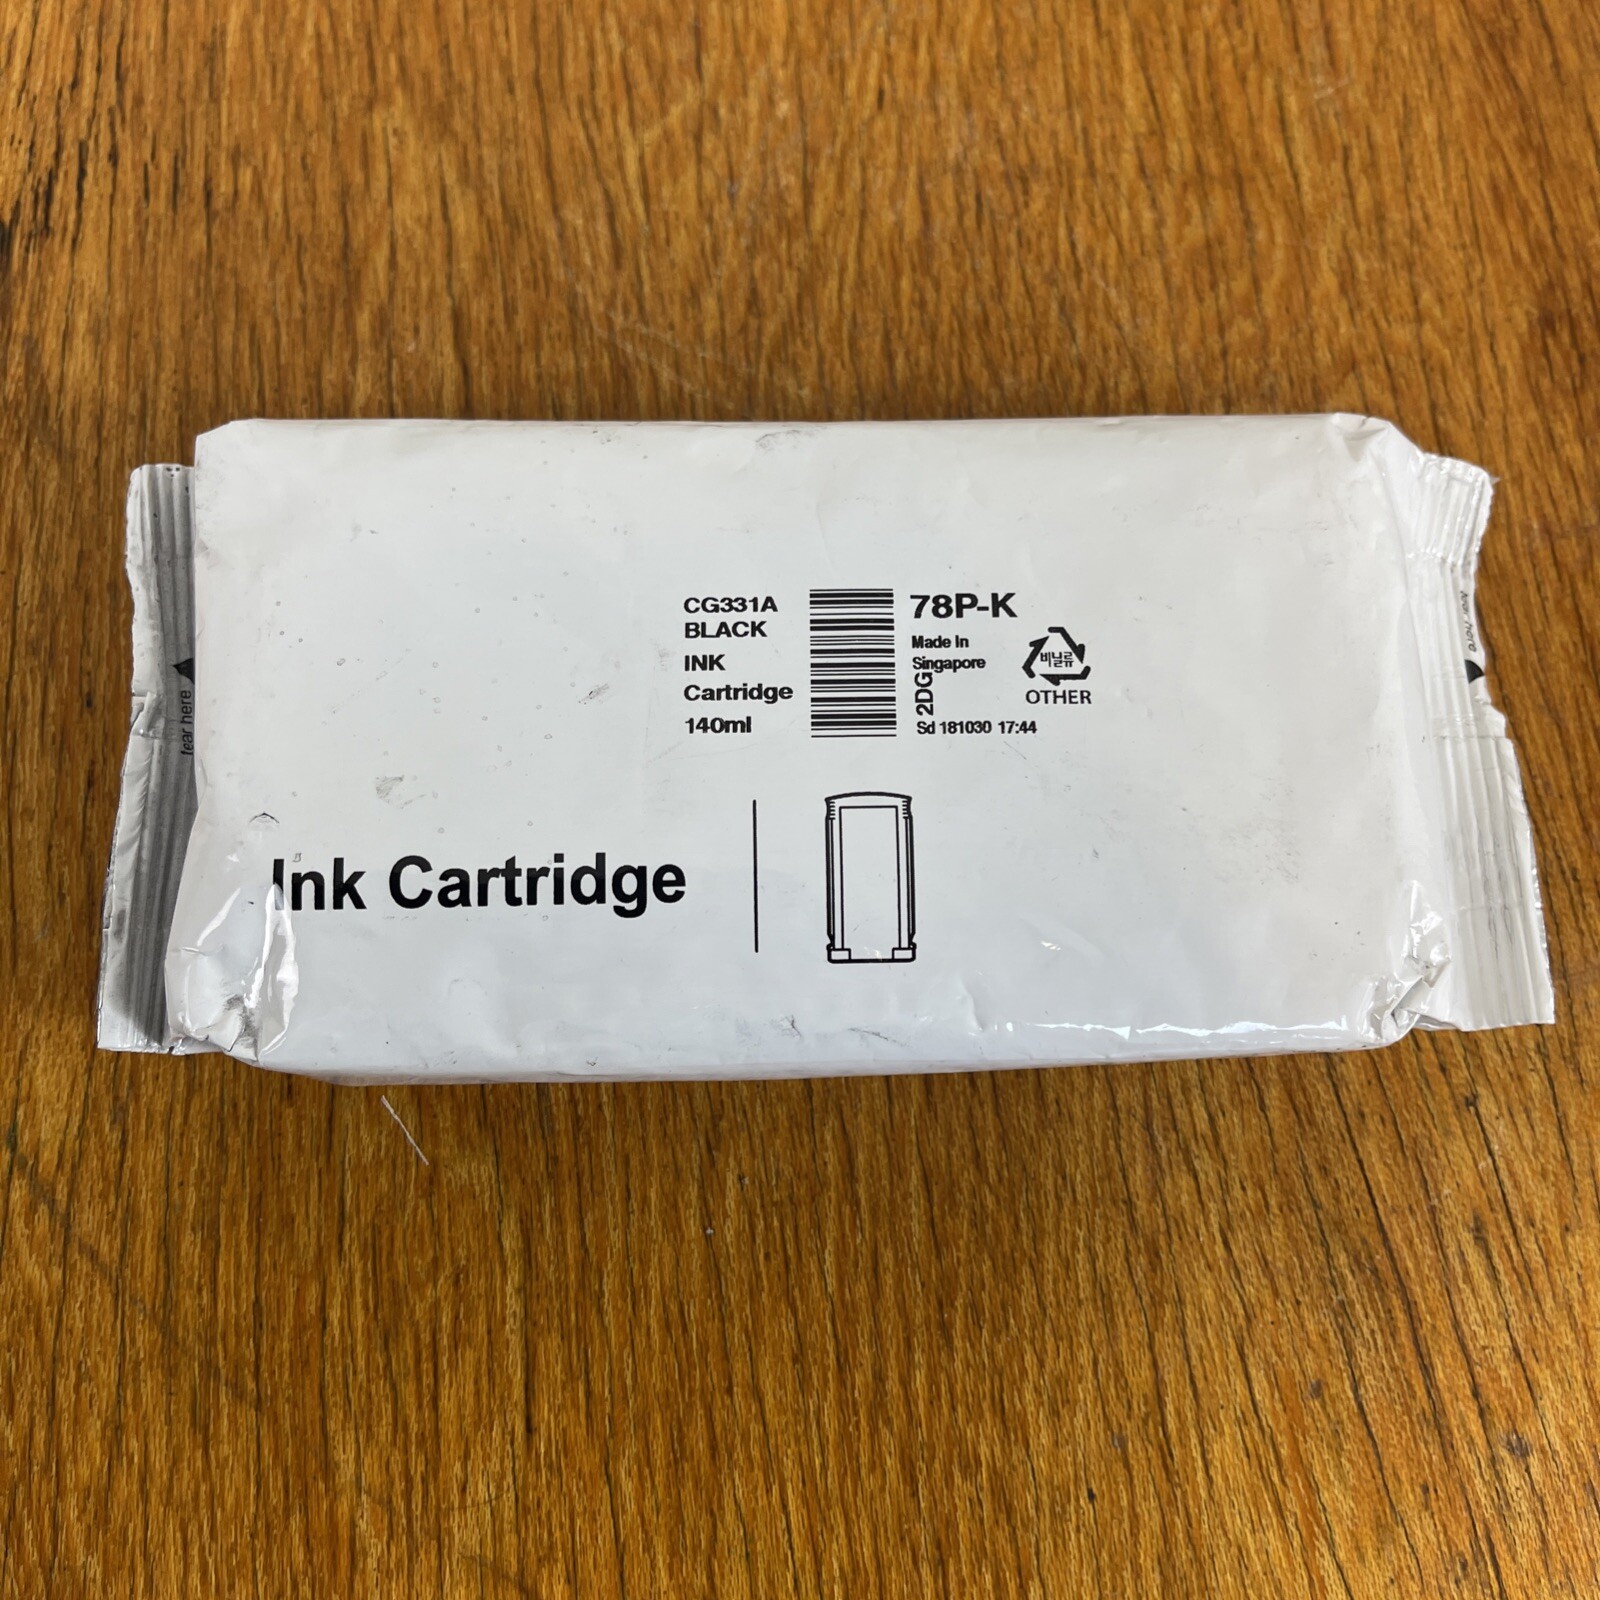 CG331A
BLACK
INK
Cartridge
140ml
78P-K
Made In
Singapore
2DG
Sd 181030 17:44
비닐류
OTHER
tear here
tear here
Ink Cartridge